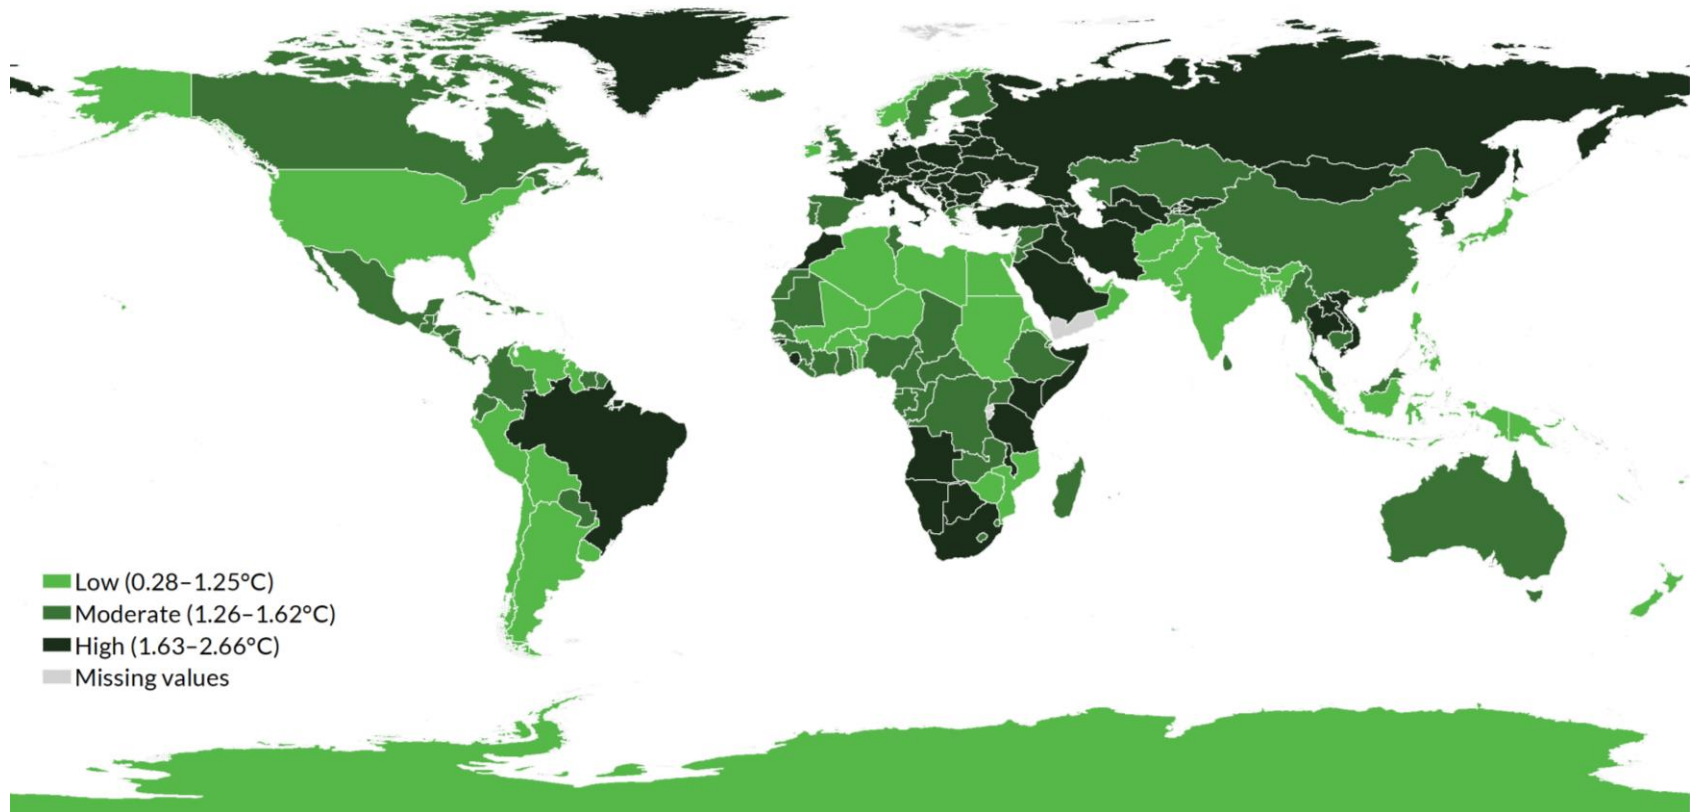 Low (0.28–1.25°C)
Moderate (1.26–1.62°C)
High (1.63–2.66°C)
Missing values